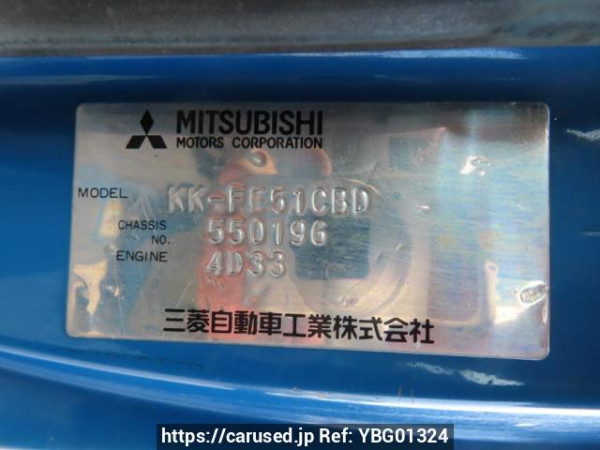 MITSUBISHI
MOTORS CORPORATION
MODEL KK-FE51CBD
CHASSIS NO. 550196
ENGINE 4D33
三菱自動車工業株式会社
https://carused.jp Ref: YBG01324